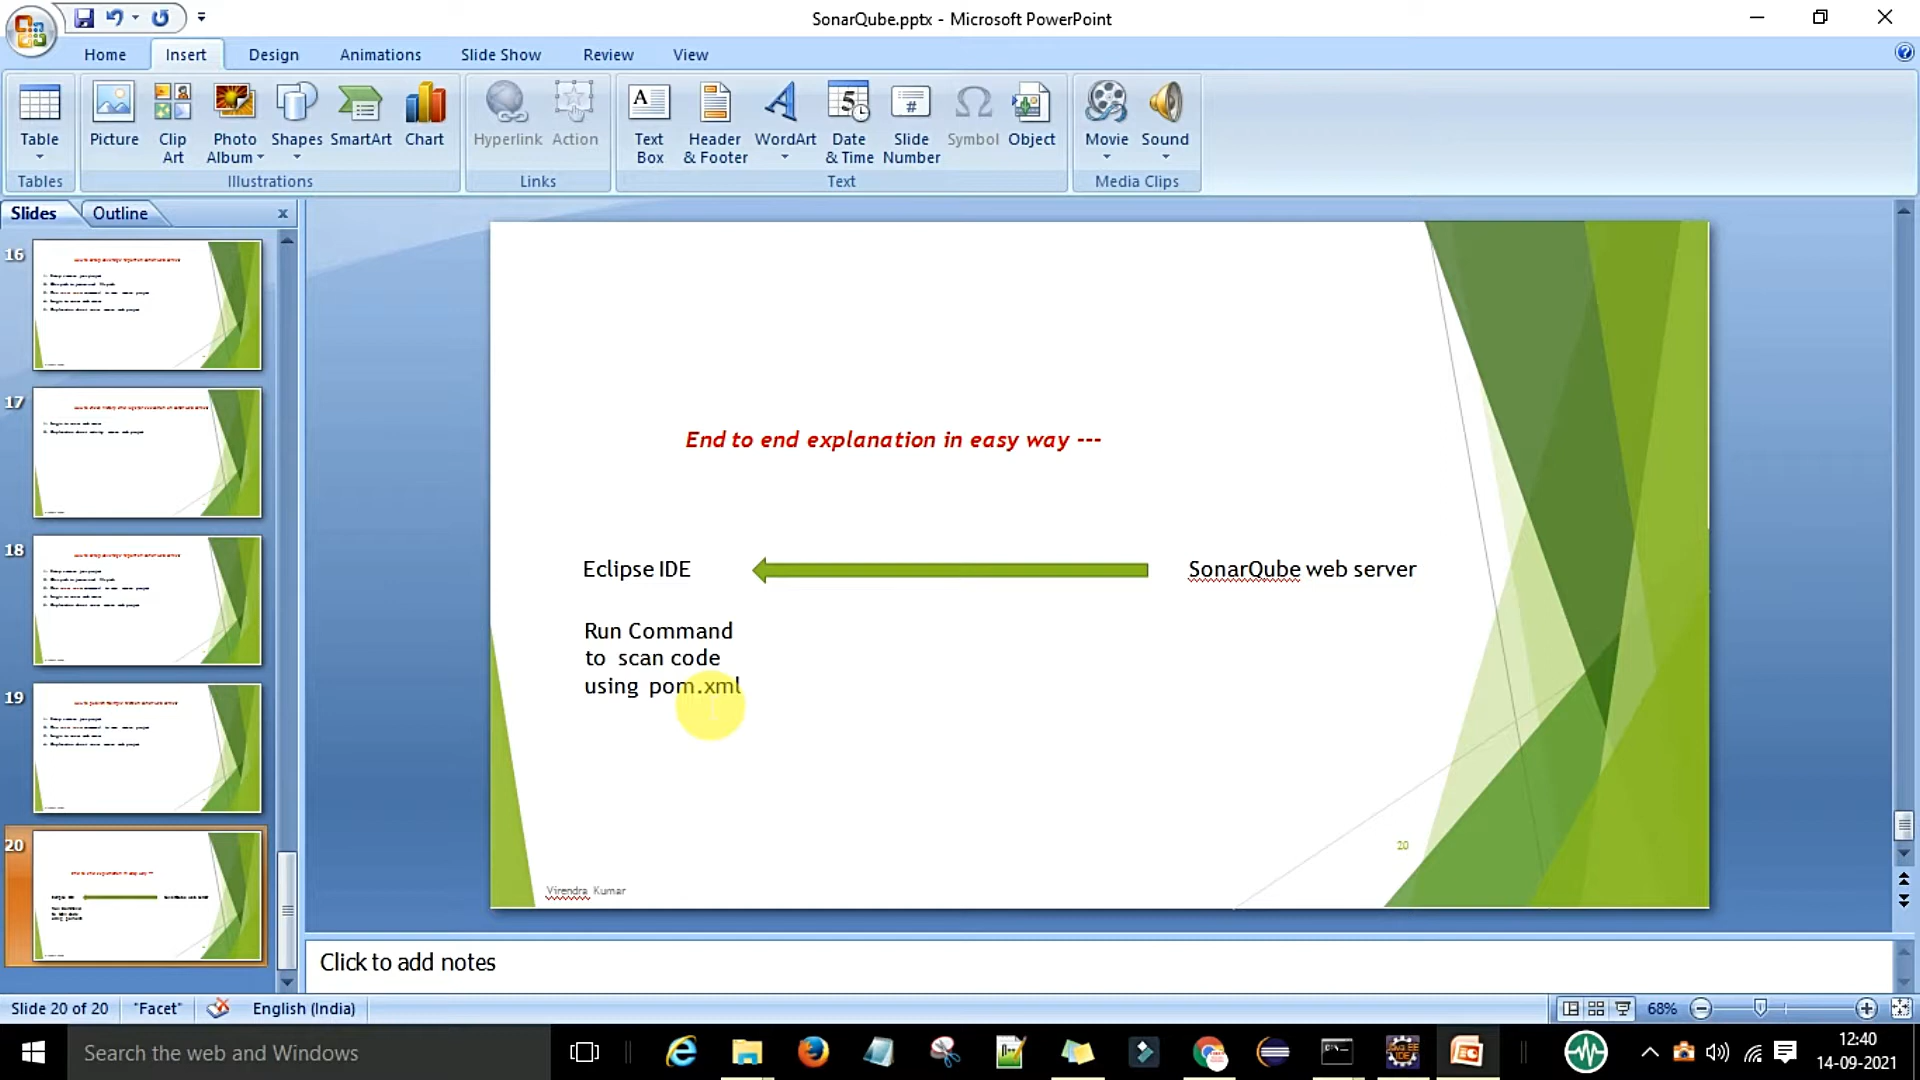 SonarQube.pptx - Microsoft PowerPoint
Home Insert Design Animations Slide Show Review View
Table
Picture
Clip Art
Photo Album
Shapes
SmartArt
Chart
Hyperlink
Action
Text Box
Header & Footer
WordArt
Date & Time
Slide Number
Symbol
Object
Movie
Sound
Tables
Illustrations
Links
Text
Media Clips
Slides Outline
16
17
18
19
20
End to end explanation in easy way ---
Eclipse IDE
SonarQube web server
Run Command
to scan code
using pom.xml
20
Virendra Kumar
Click to add notes
Slide 20 of 20 "Facet" English (India) 68%
Search the web and Windows
12:40
14-09-2021